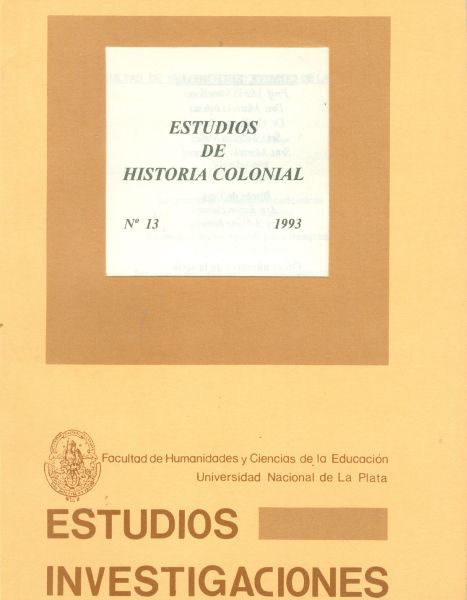 ESTUDIOS
DE
HISTORIA COLONIAL
Nº 13 1993
Facultad de Humanidades y Ciencias de la Educación
Universidad Nacional de La Plata
ESTUDIOS
INVESTIGACIONES